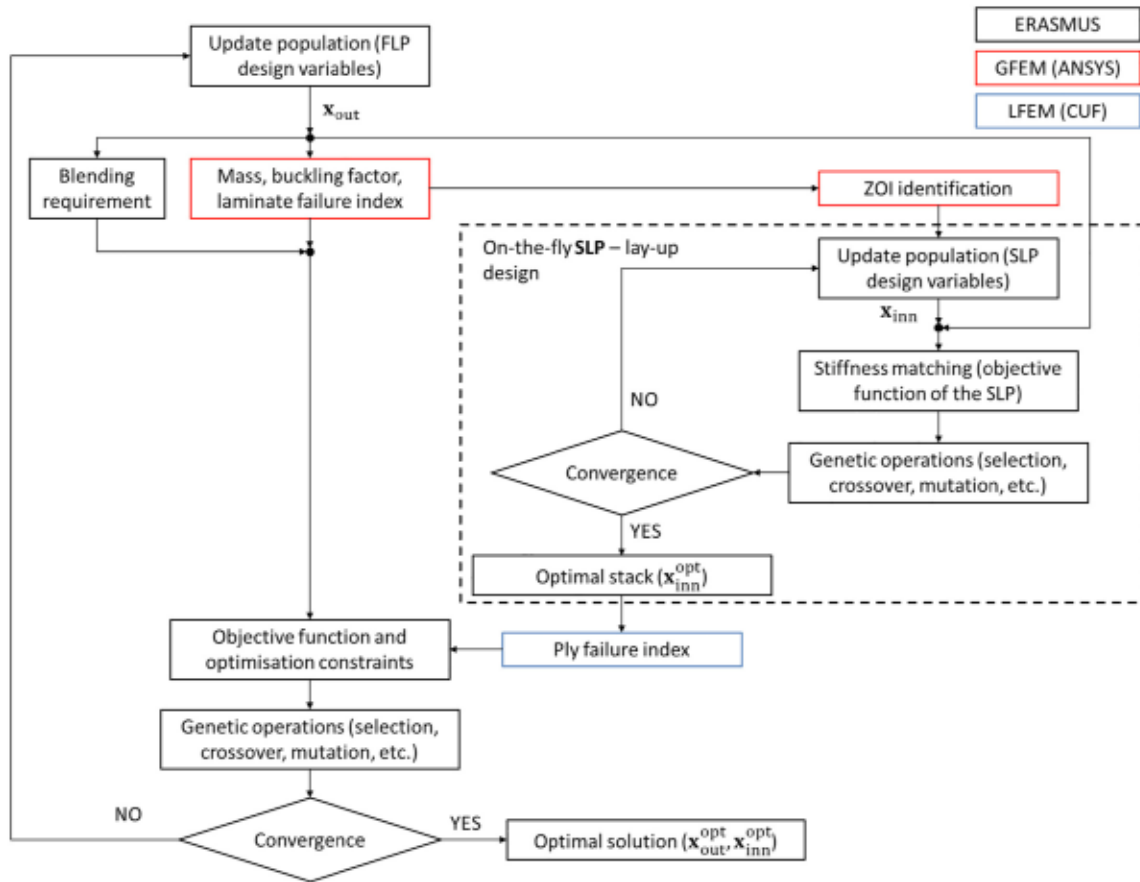 Update population (FLP
design variables)
ERASMUS
GFEM (ANSYS)
LFEM (CUF)
x_out
Blending
requirement
Mass, buckling factor,
laminate failure index
ZOI identification
On-the-fly SLP – lay-up
design
Update population (SLP
design variables)
x_inn
Stiffness matching (objective
function of the SLP)
NO
Genetic operations (selection,
crossover, mutation, etc.)
Convergence
YES
Optimal stack (x_inn^opt)
Objective function and
optimisation constraints
Ply failure index
Genetic operations (selection,
crossover, mutation, etc.)
NO
Convergence
YES
Optimal solution (x_out^opt, x_inn^opt)